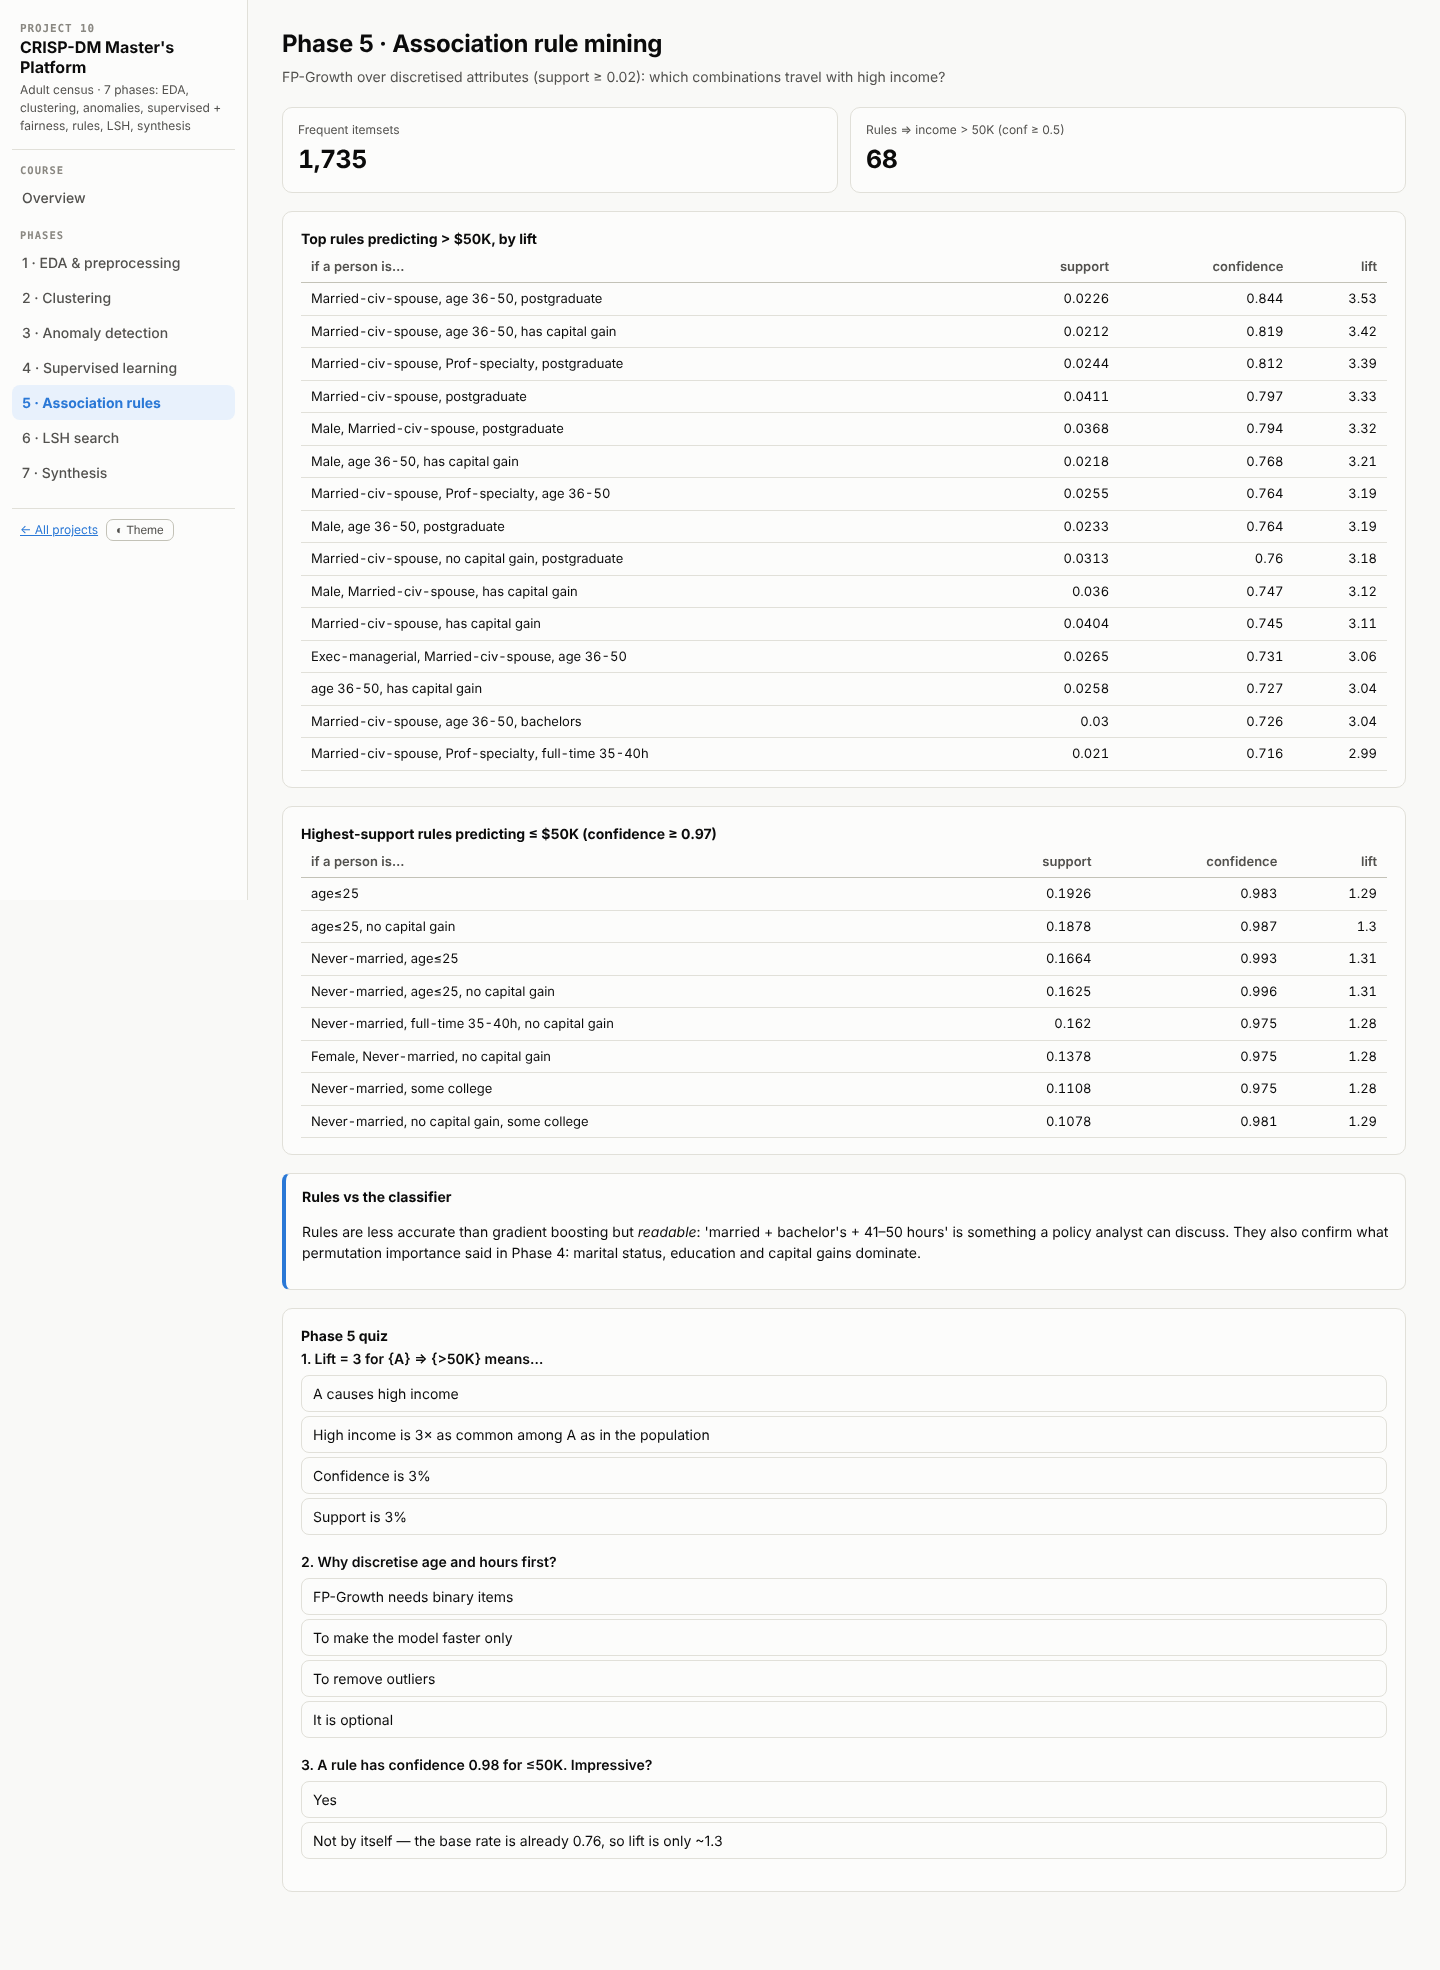 PROJECT 10
CRISP-DM Master's
Platform
Adult census · 7 phases: EDA,
clustering, anomalies, supervised +
fairness, rules, LSH, synthesis
COURSE
Overview
PHASES
1 · EDA & preprocessing
2 · Clustering
3 · Anomaly detection
4 · Supervised learning
5 · Association rules
6 · LSH search
7 · Synthesis
← All projects
Theme
Phase 5 · Association rule mining
FP-Growth over discretised attributes (support ≥ 0.02): which combinations travel with high income?
Frequent itemsets
1,735
Rules ⇒ income > 50K (conf ≥ 0.5)
68
Top rules predicting > $50K, by lift
if a person is… support confidence lift
Married-civ-spouse, age 36-50, postgraduate 0.0226 0.844 3.53
Married-civ-spouse, age 36-50, has capital gain 0.0212 0.819 3.42
Married-civ-spouse, Prof-specialty, postgraduate 0.0244 0.812 3.39
Married-civ-spouse, postgraduate 0.0411 0.797 3.33
Male, Married-civ-spouse, postgraduate 0.0368 0.794 3.32
Male, age 36-50, has capital gain 0.0218 0.768 3.21
Married-civ-spouse, Prof-specialty, age 36-50 0.0255 0.764 3.19
Male, age 36-50, postgraduate 0.0233 0.764 3.19
Married-civ-spouse, no capital gain, postgraduate 0.0313 0.76 3.18
Male, Married-civ-spouse, has capital gain 0.036 0.747 3.12
Married-civ-spouse, has capital gain 0.0404 0.745 3.11
Exec-managerial, Married-civ-spouse, age 36-50 0.0265 0.731 3.06
age 36-50, has capital gain 0.0258 0.727 3.04
Married-civ-spouse, age 36-50, bachelors 0.03 0.726 3.04
Married-civ-spouse, Prof-specialty, full-time 35-40h 0.021 0.716 2.99
Highest-support rules predicting ≤ $50K (confidence ≥ 0.97)
if a person is… support confidence lift
age≤25 0.1926 0.983 1.29
age≤25, no capital gain 0.1878 0.987 1.3
Never-married, age≤25 0.1664 0.993 1.31
Never-married, age≤25, no capital gain 0.1625 0.996 1.31
Never-married, full-time 35-40h, no capital gain 0.162 0.975 1.28
Female, Never-married, no capital gain 0.1378 0.975 1.28
Never-married, some college 0.1108 0.975 1.28
Never-married, no capital gain, some college 0.1078 0.981 1.29
Rules vs the classifier
Rules are less accurate than gradient boosting but readable: 'married + bachelor's + 41–50 hours' is something a policy analyst can discuss. They also confirm what
permutation importance said in Phase 4: marital status, education and capital gains dominate.
Phase 5 quiz
1. Lift = 3 for {A} ⇒ {>50K} means…
A causes high income
High income is 3× as common among A as in the population
Confidence is 3%
Support is 3%
2. Why discretise age and hours first?
FP-Growth needs binary items
To make the model faster only
To remove outliers
It is optional
3. A rule has confidence 0.98 for ≤50K. Impressive?
Yes
Not by itself — the base rate is already 0.76, so lift is only ~1.3